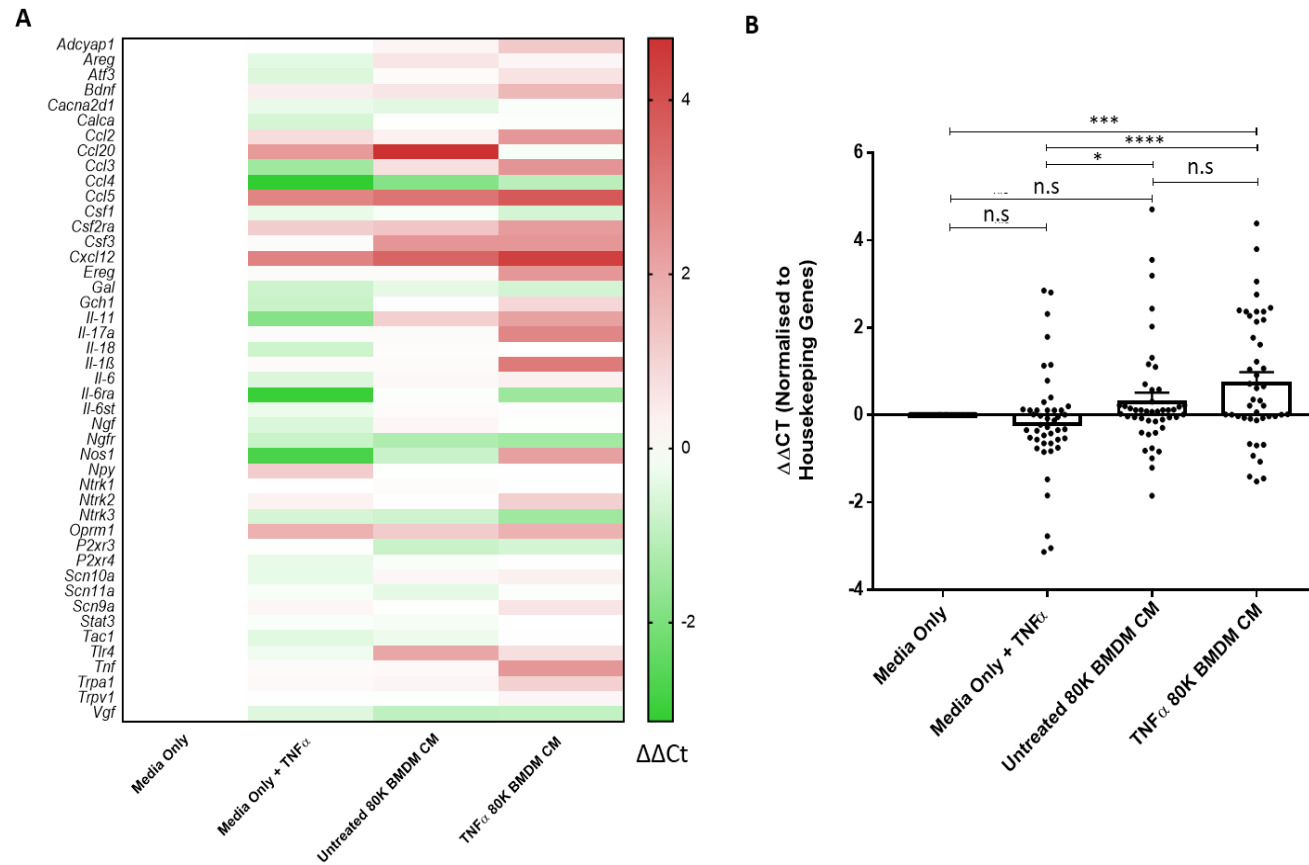 A
Adcyap1
Areg
Atf3
Bdnf
Cacna2d1
Calca
Ccl2
Ccl20
Ccl3
Ccl4
Ccl5
Csf1
Csf2ra
Csf3
Cxcl12
Ereg
Gal
Gch1
Il-11
Il-17a
Il-18
Il-1ß
Il-6
Il-6ra
Il-6st
Ngf
Ngfr
Nos1
Npy
Ntrk1
Ntrk2
Ntrk3
Oprm1
P2xr3
P2xr4
Scn10a
Scn11a
Scn9a
Stat3
Tac1
Tlr4
Tnf
Trpa1
Trpv1
Vgf
Media Only
Media Only + TNFα
Untreated 80K BMDM CM
TNFα 80K BMDM CM
4
2
0
-2
ΔΔCt
B
***
****
*
n.s
n.s
n.s
6
4
2
0
-2
-4
ΔΔCT (Normalised to
Housekeeping Genes)
Media Only
Media Only + TNFα
Untreated 80K BMDM CM
TNFα 80K BMDM CM